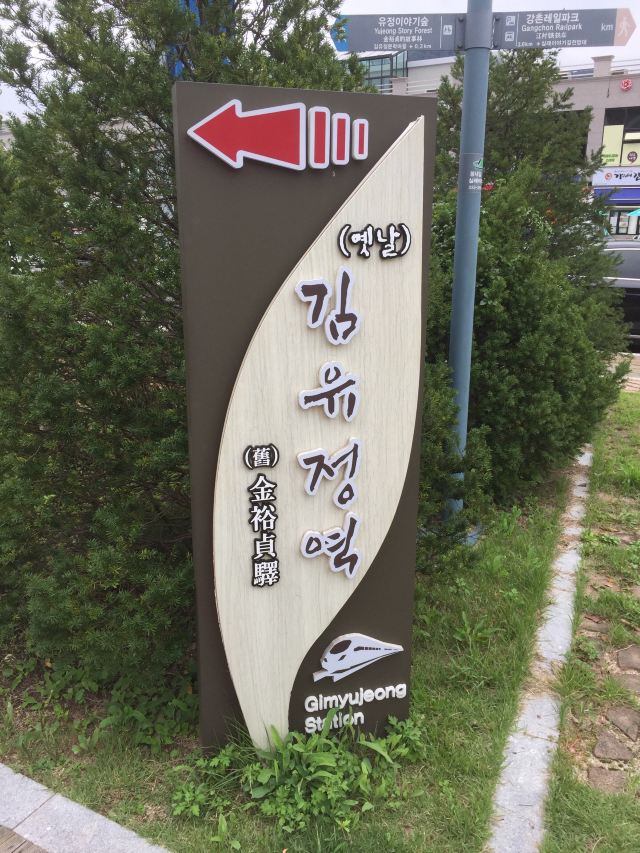 유정이야기숲
Yujeong Story Forest
강촌레일파크
Gangchon Railpark
(옛날)
김유정역
(舊)
金裕貞驛
Gimyujeong
Station